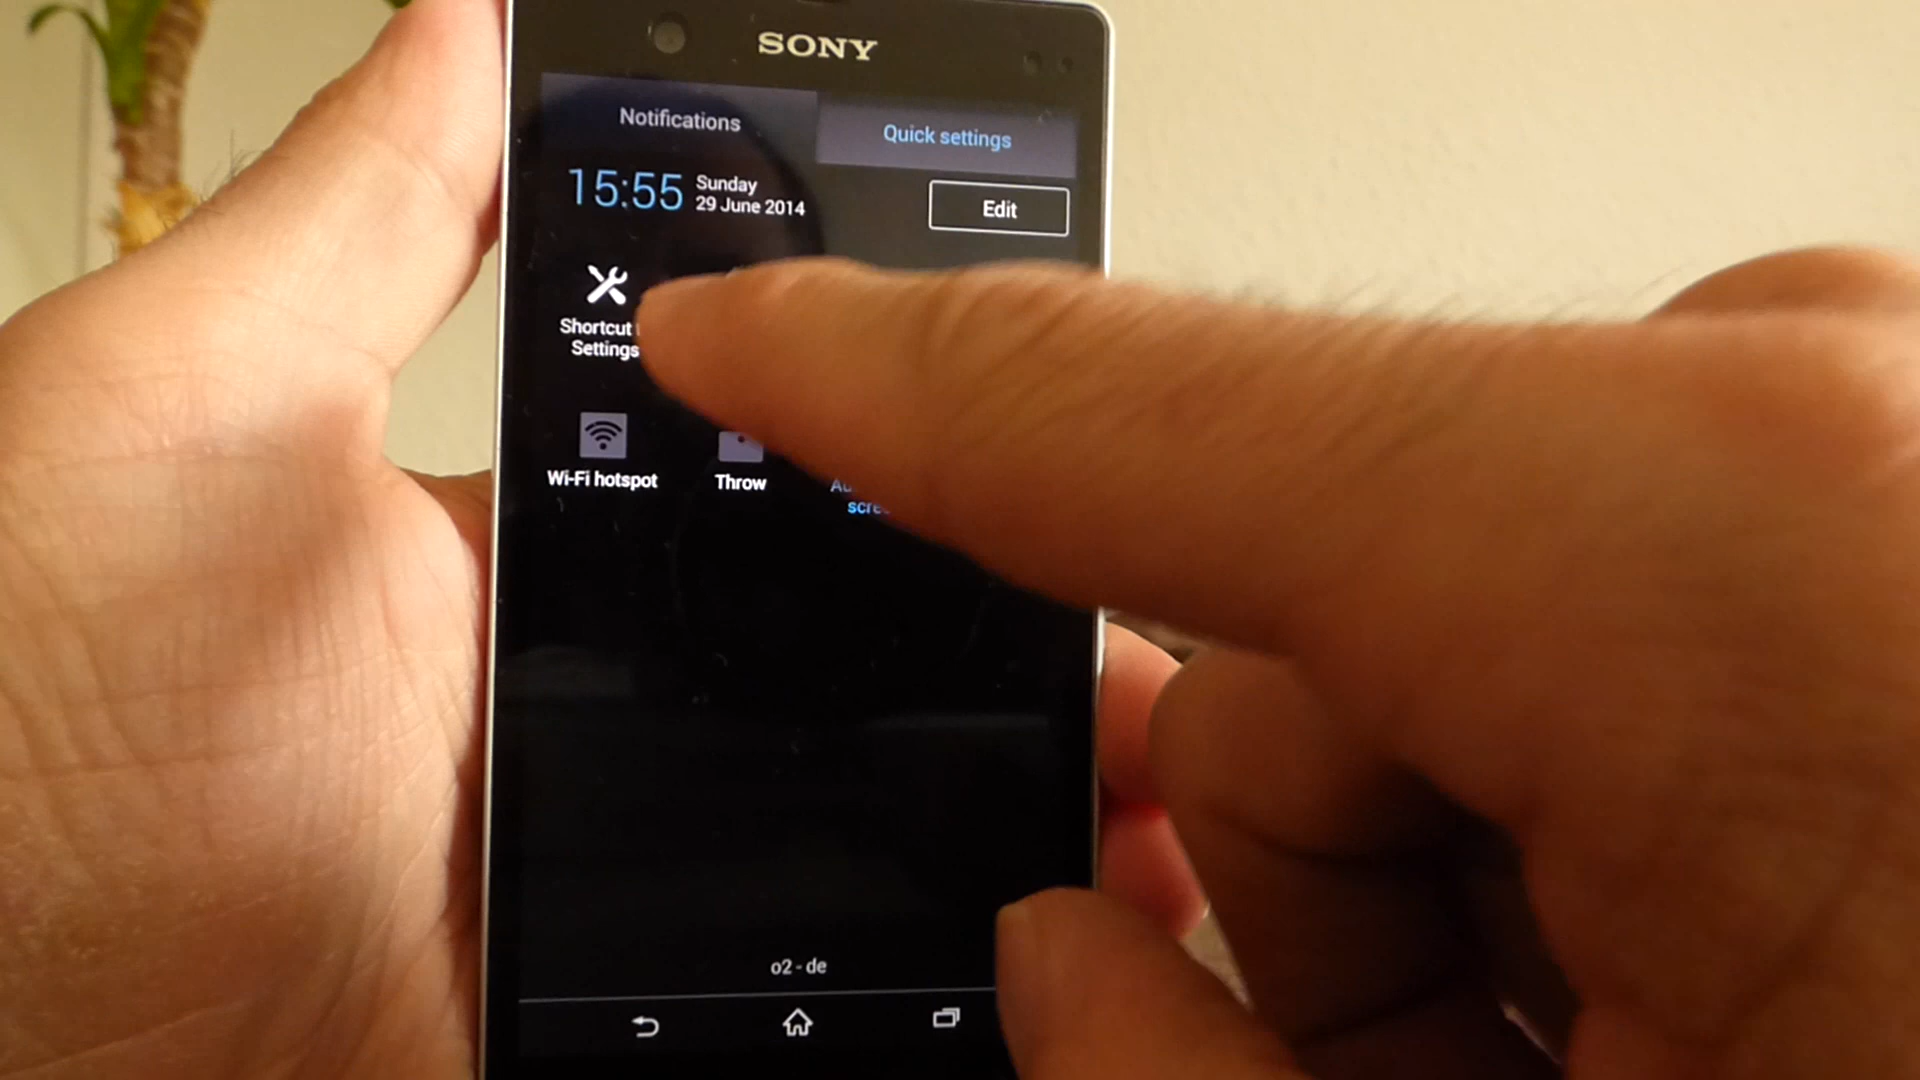 SONY
Notifications
Quick settings
15:55
Sunday
29 June 2014
Edit
Shortcut
Settings
Wi-Fi hotspot
Throw
o2 - de